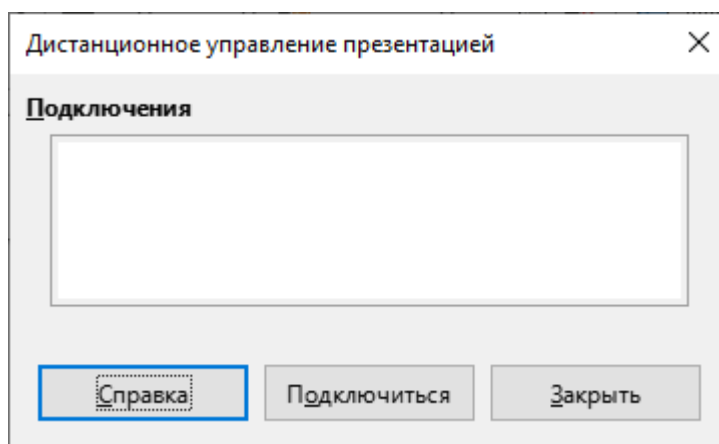 Дистанционное управление презентацией
Подключения
Справка
Подключиться
Закрыть